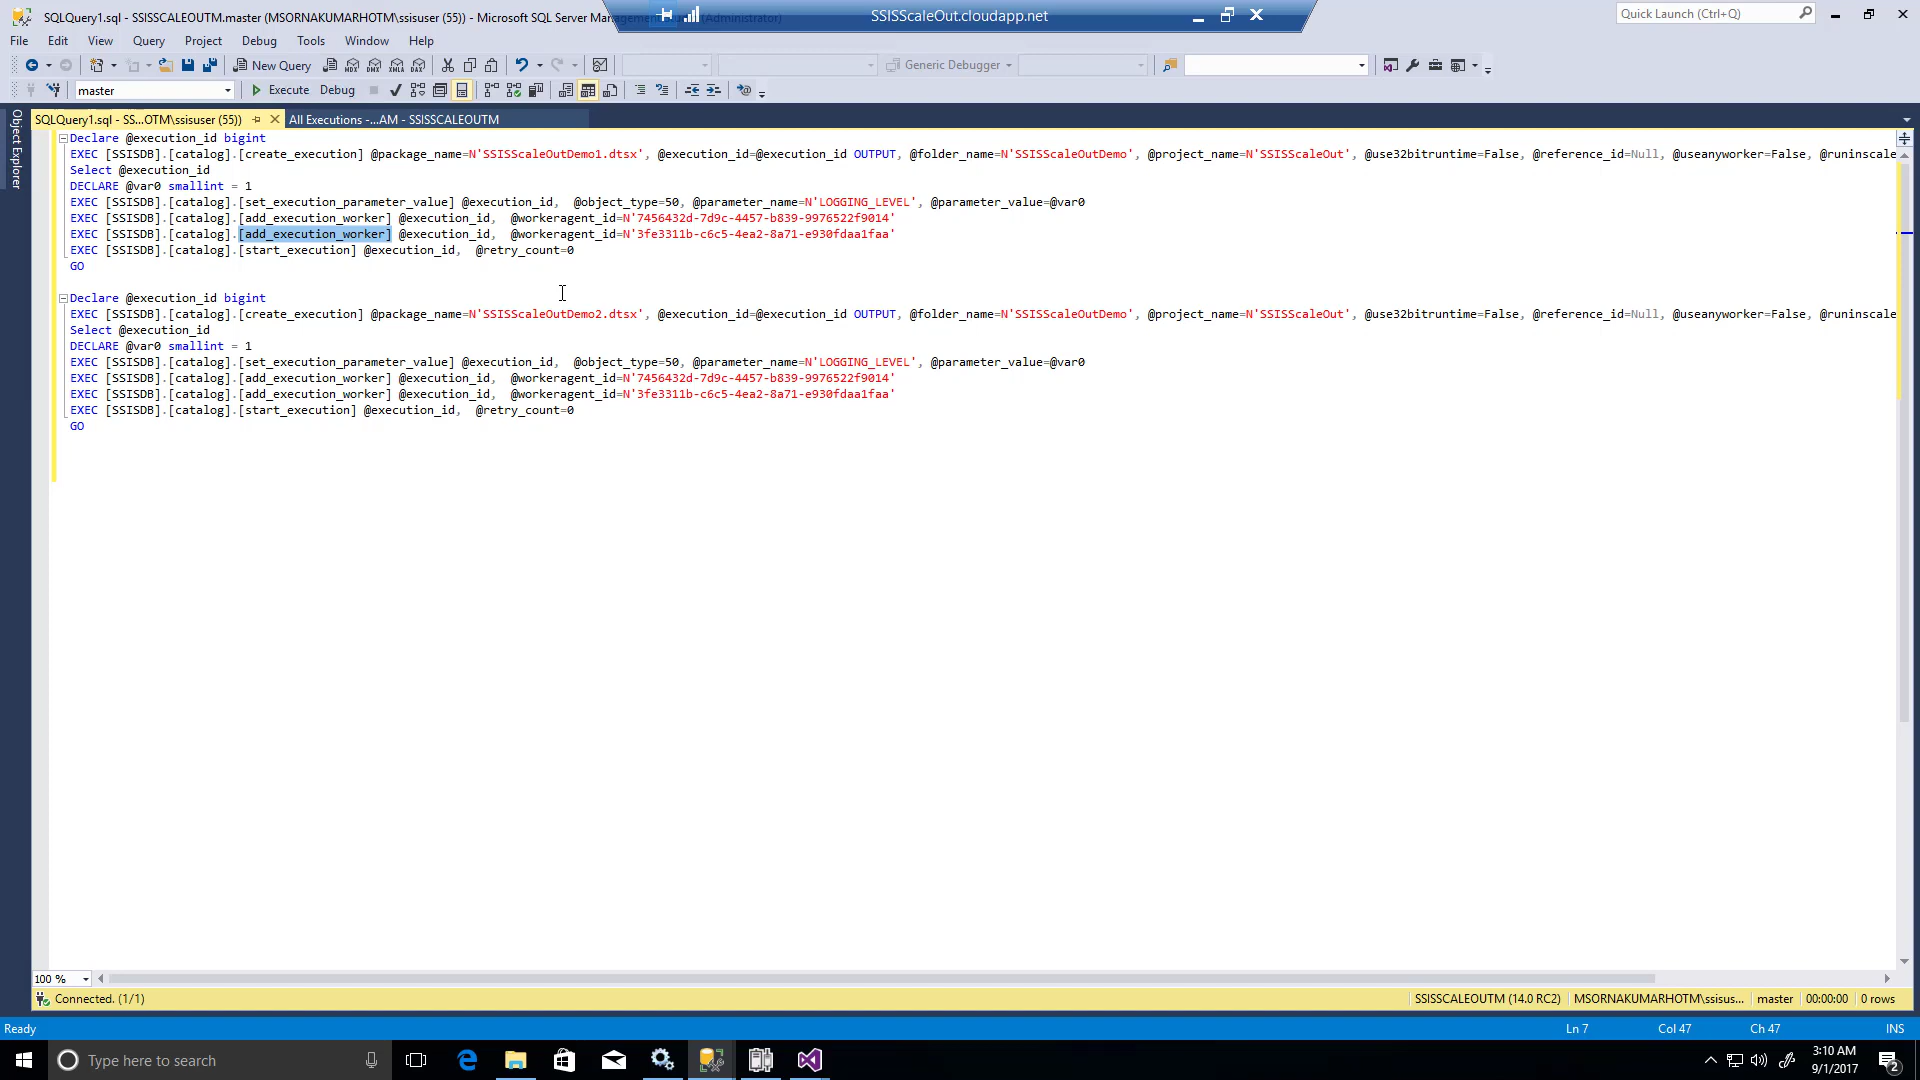 SQLQuery1.sql - SSISSCALEOUTM.master (MSORNAKUMARHOTM\ssisuser (55))* - Microsoft SQL Server Management Studio (Administrator)
SSISScaleOut.cloudapp.net
Quick Launch (Ctrl+Q)
File Edit View Query Project Debug Tools Window Help
New Query
Generic Debugger
master
Execute Debug
Object Explorer
SQLQuery1.sql - SS...OTM\ssisuser (55))*
All Executions -...AM - SSISSCALEOUTM
Declare @execution_id bigint
EXEC [SSISDB].[catalog].[create_execution] @package_name=N'SSISScaleOutDemo1.dtsx', @execution_id=@execution_id OUTPUT, @folder_name=N'SSISScaleOutDemo', @project_name=N'SSISScaleOut', @use32bitruntime=False, @reference_id=Null, @useanyworker=False, @runinscale
Select @execution_id
DECLARE @var0 smallint = 1
EXEC [SSISDB].[catalog].[set_execution_parameter_value] @execution_id,  @object_type=50, @parameter_name=N'LOGGING_LEVEL', @parameter_value=@var0
EXEC [SSISDB].[catalog].[add_execution_worker] @execution_id,  @workeragent_id=N'7456432d-7d9c-4457-b839-9976522f9014'
EXEC [SSISDB].[catalog].[add_execution_worker] @execution_id,  @workeragent_id=N'3fe3311b-c6c5-4ea2-8a71-e930fdaa1faa'
EXEC [SSISDB].[catalog].[start_execution] @execution_id,  @retry_count=0
GO
Declare @execution_id bigint
EXEC [SSISDB].[catalog].[create_execution] @package_name=N'SSISScaleOutDemo2.dtsx', @execution_id=@execution_id OUTPUT, @folder_name=N'SSISScaleOutDemo', @project_name=N'SSISScaleOut', @use32bitruntime=False, @reference_id=Null, @useanyworker=False, @runinscale
Select @execution_id
DECLARE @var0 smallint = 1
EXEC [SSISDB].[catalog].[set_execution_parameter_value] @execution_id,  @object_type=50, @parameter_name=N'LOGGING_LEVEL', @parameter_value=@var0
EXEC [SSISDB].[catalog].[add_execution_worker] @execution_id,  @workeragent_id=N'7456432d-7d9c-4457-b839-9976522f9014'
EXEC [SSISDB].[catalog].[add_execution_worker] @execution_id,  @workeragent_id=N'3fe3311b-c6c5-4ea2-8a71-e930fdaa1faa'
EXEC [SSISDB].[catalog].[start_execution] @execution_id,  @retry_count=0
GO
100 %
Connected. (1/1)
SSISSCALEOUTM (14.0 RC2) MSORNAKUMARHOTM\ssisus... master 00:00:00 0 rows
Ready
Ln 7 Col 47 Ch 47 INS
Type here to search
3:10 AM
9/1/2017
2